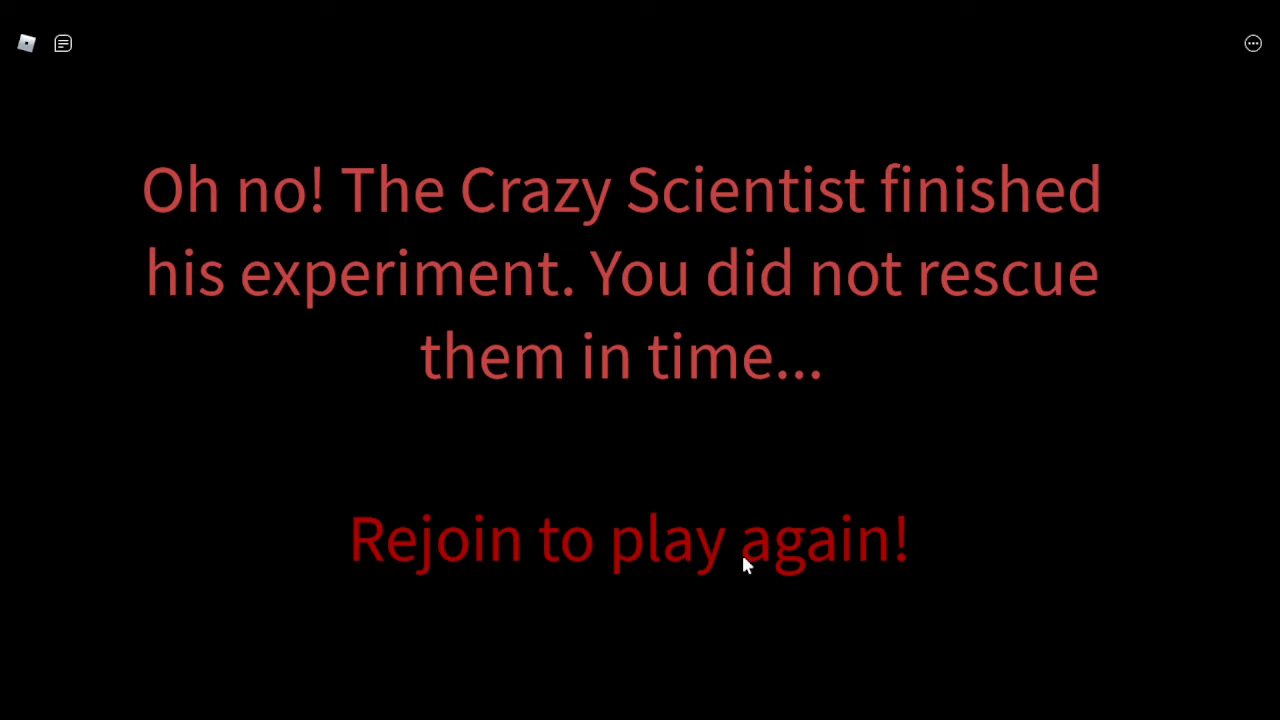 Oh no! The Crazy Scientist finished
his experiment. You did not rescue
them in time...
Rejoin to play again!